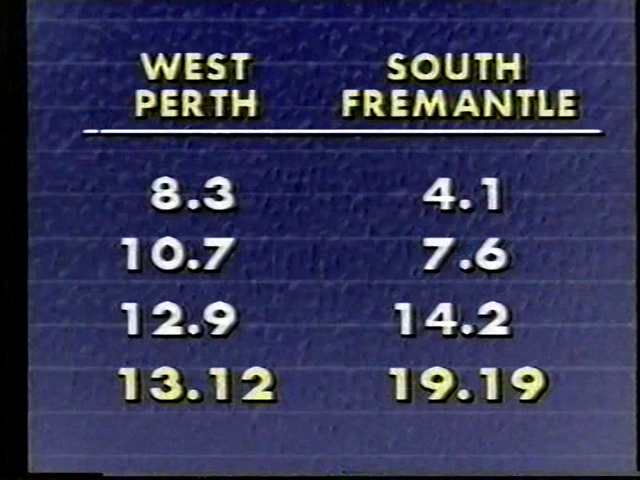 WEST
PERTH
SOUTH
FREMANTLE
8.3 4.1
10.7 7.6
12.9 14.2
13.12 19.19